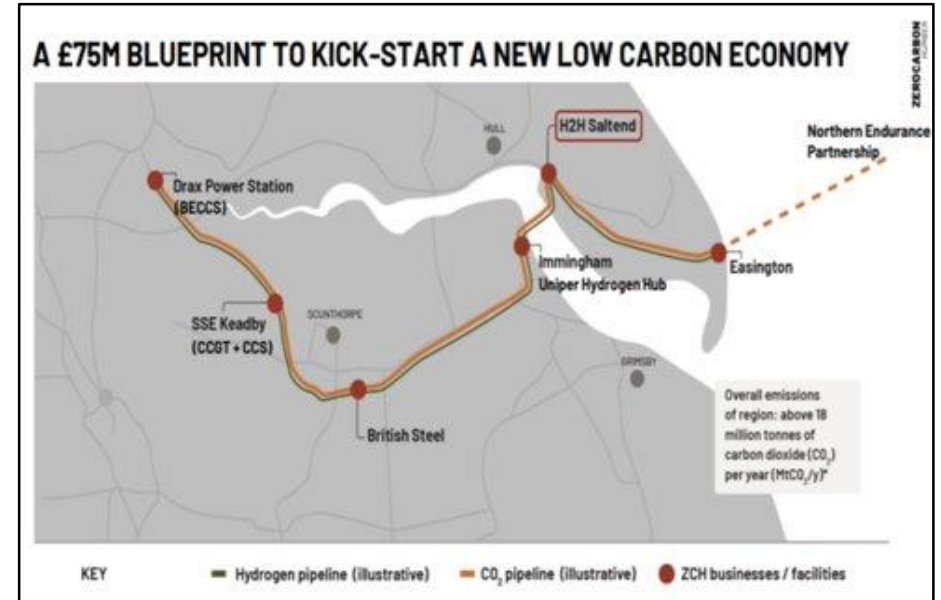 A £75M BLUEPRINT TO KICK-START A NEW LOW CARBON ECONOMY
ZEROCARBON
HULL
H2H Saltend
Northern Endurance
Partnership
Drax Power Station
(BECCS)
Immingham
Uniper Hydrogen Hub
Easington
SSE Keadby
(CCGT + CCS)
SCUNTHORPE
GRIMSBY
British Steel
Overall emissions
of region: above 18
million tonnes of
carbon dioxide (CO₂)
per year (MtCO₂/y)*
KEY
Hydrogen pipeline (illustrative)
CO₂ pipeline (illustrative)
ZCH businesses / facilities